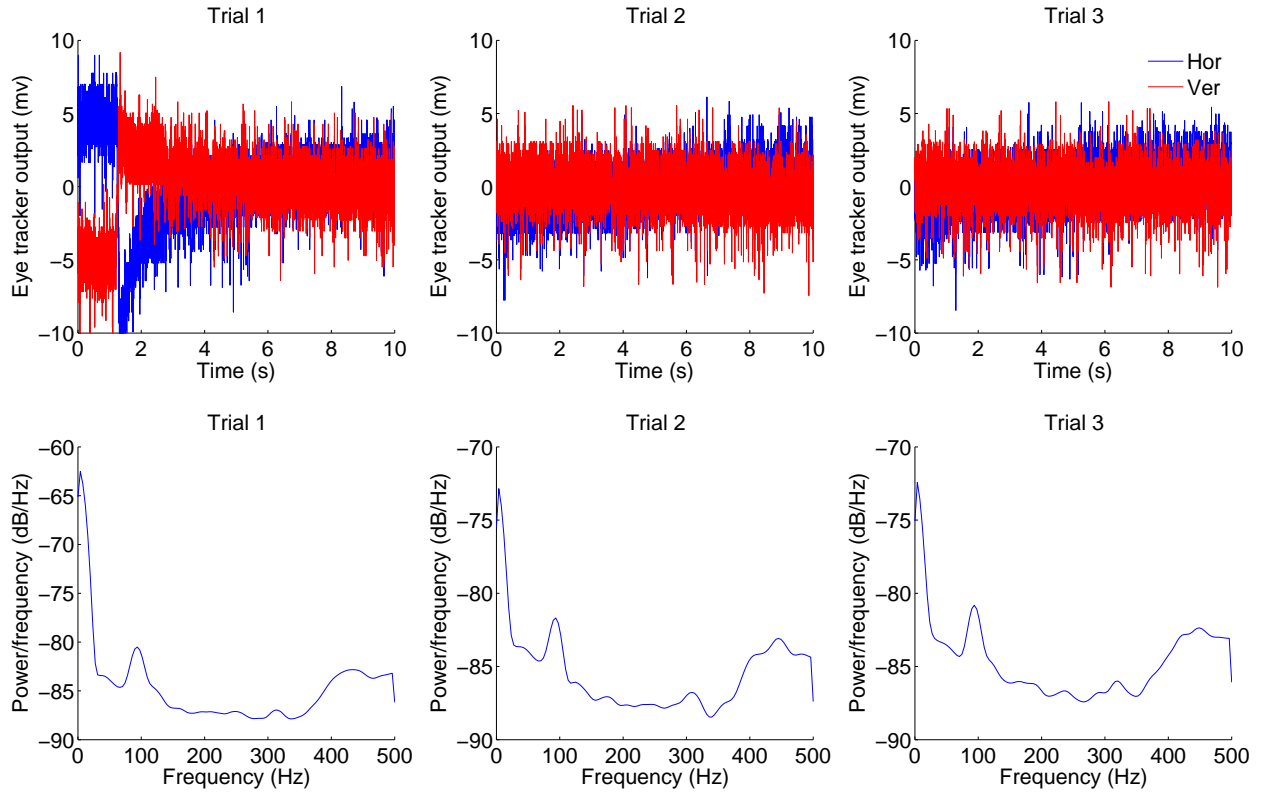 Trial 1
Trial 2
Trial 3
Eye tracker output (mv)
10
5
0
−5
−10
0 2 4 6 8 10
Time (s)
Eye tracker output (mv)
10
5
0
−5
−10
0 2 4 6 8 10
Time (s)
Eye tracker output (mv)
10
5
0
−5
−10
0 2 4 6 8 10
Time (s)
Hor
Ver
Trial 1
Trial 2
Trial 3
Power/frequency (dB/Hz)
−60
−65
−70
−75
−80
−85
−90
0 100 200 300 400 500
Frequency (Hz)
Power/frequency (dB/Hz)
−70
−75
−80
−85
−90
0 100 200 300 400 500
Frequency (Hz)
Power/frequency (dB/Hz)
−70
−75
−80
−85
−90
0 100 200 300 400 500
Frequency (Hz)